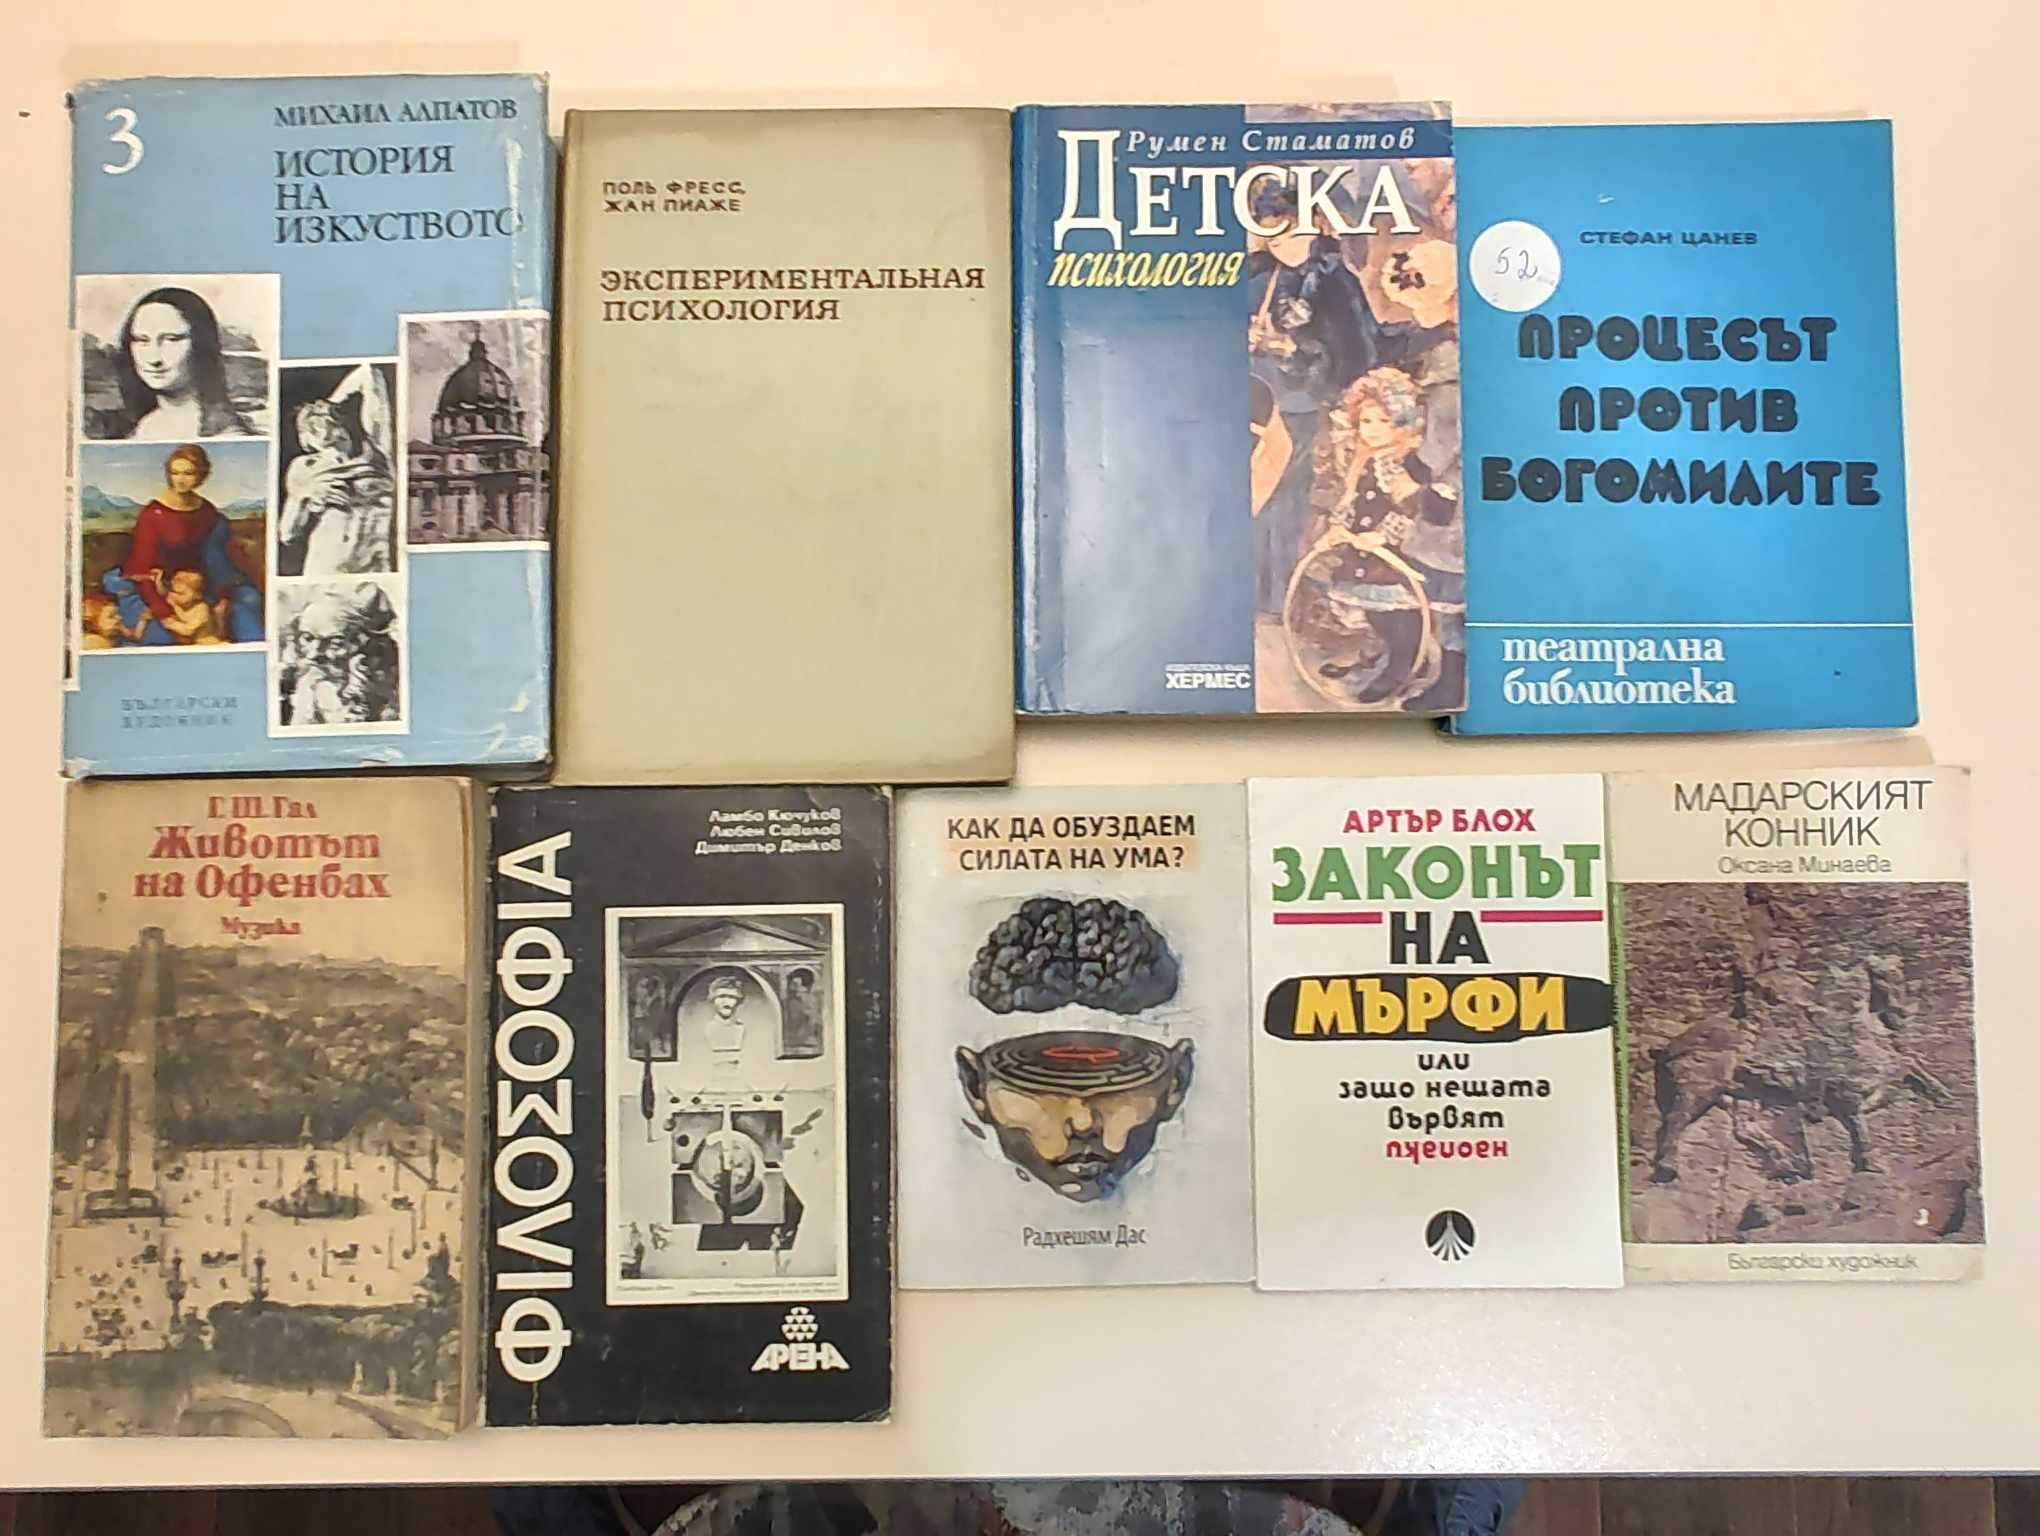 3
МИХАИЛ АЛПАТОВ
ИСТОРИЯ
НА
ИЗКУСТВОТО
БЪЛГАРСКИ
ХУДОЖНИК
ПОЛЬ ФРЕСС,
ЖАН ПИАЖЕ
ЭКСПЕРИМЕНТАЛЬНАЯ
ПСИХОЛОГИЯ
Румен Стаматов
ДЕТСКА
психология
ХЕРМЕС
СТЕФАН ЦАНЕВ
52
ПРОЦЕСЪТ
ПРОТИВ
БОГОМИЛИТЕ
театрална
библиотека
Г. Ш. Гал
Животът
на Офенбах
Музика
ФІЛОΣОФІА
Ламбо Кючуков
Любен Сивилов
Димитър Денков
АРЕНА
КАК ДА ОБУЗДАЕМ
СИЛАТА НА УМА?
Радхешям Дас
АРТЪР БЛОХ
ЗАКОНЪТ
НА
МЪРФИ
или
защо нещата
вървят
наопаки
МАДАРСКИЯТ
КОННИК
Оксана Минаева
3
Български художник